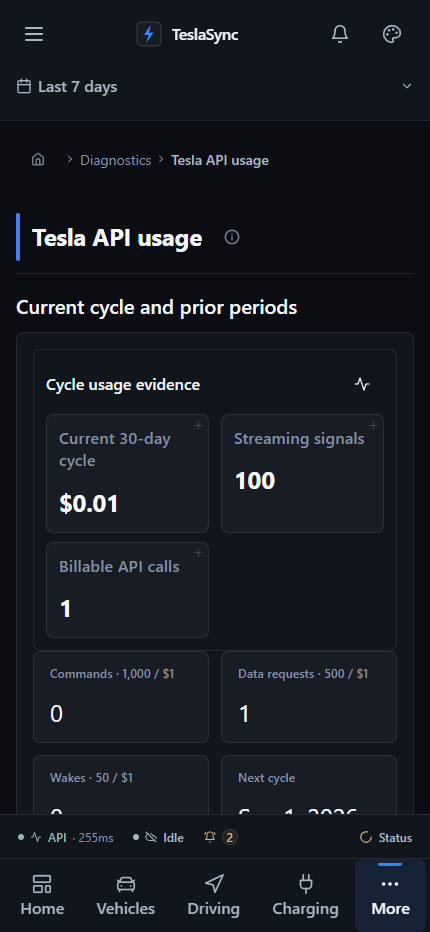 TeslaSync
Last 7 days
Diagnostics
Tesla API usage
Tesla API usage
Current cycle and prior periods
Cycle usage evidence
Current 30-day
cycle
$0.01
Streaming signals
100
Billable API calls
1
Commands · 1,000 / $1
0
Data requests · 500 / $1
1
Wakes · 50 / $1
Next cycle
API · 255ms
Idle
2
Status
Home
Vehicles
Driving
Charging
More